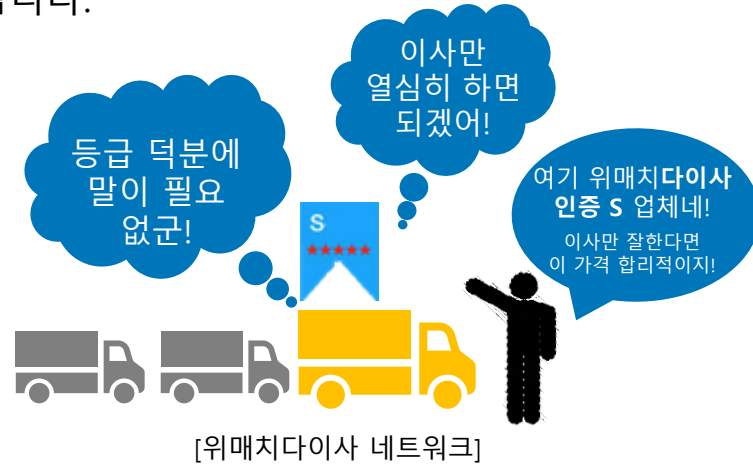 이사만
열심히 하면
되겠어!
등급 덕분에
말이 필요
없군!
여기 위매치다이사
인증 S 업체네!
이사만 잘한다면
이 가격 합리적이지!
S
★★★★★
[위매치다이사 네트워크]